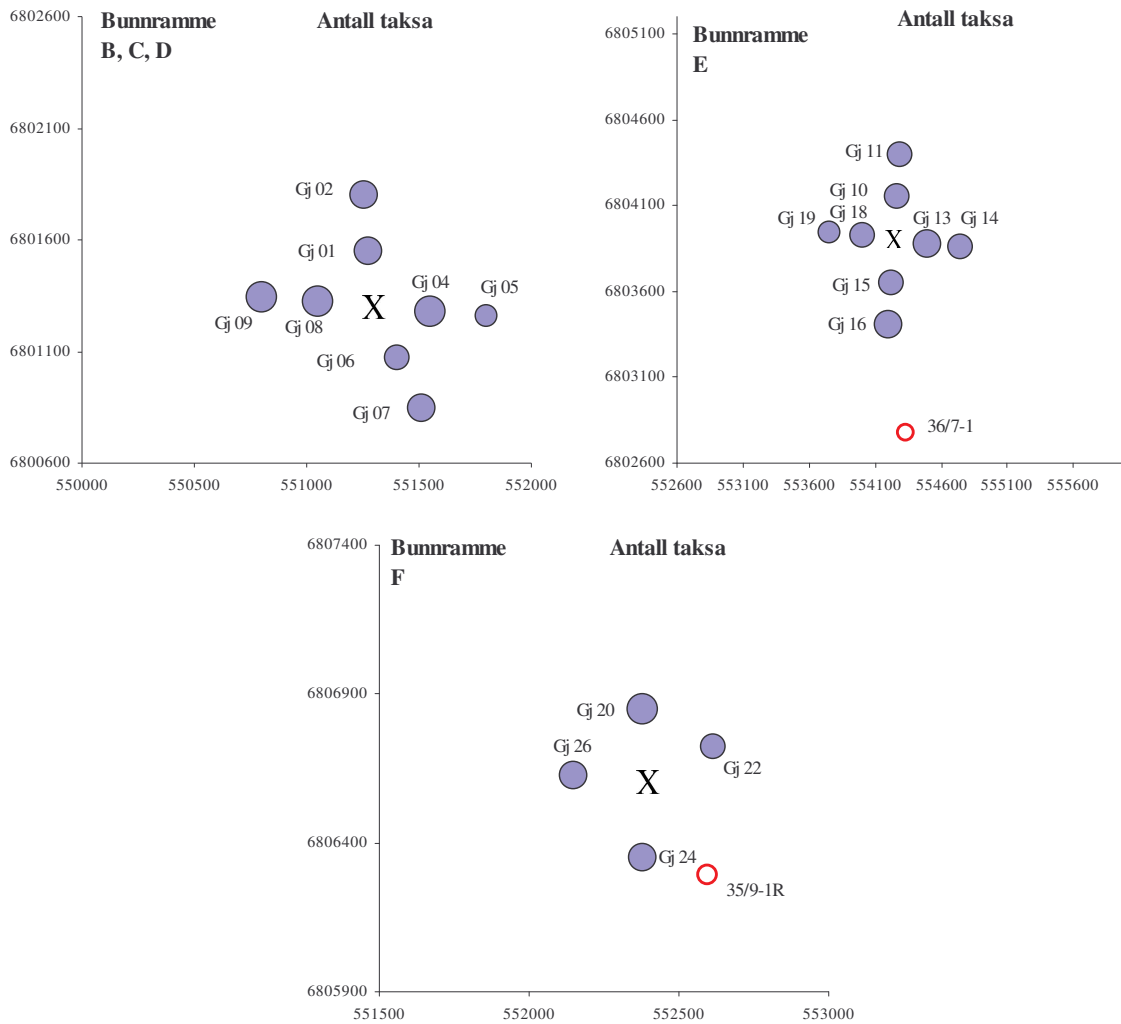 Bunnramme
B, C, D
Antall taksa
6802600
6802100
6801600
6801100
6800600
550000
550500
551000
551500
552000
Gj 02
Gj 01
Gj 04
Gj 05
Gj 09
Gj 08
X
Gj 06
Gj 07
Bunnramme
E
Antall taksa
6805100
6804600
6804100
6803600
6803100
6802600
552600
553100
553600
554100
554600
555100
555600
Gj 11
Gj 10
Gj 19
Gj 18
Gj 13
Gj 14
X
Gj 15
Gj 16
36/7-1
Bunnramme
F
Antall taksa
6807400
6806900
6806400
6805900
551500
552000
552500
553000
Gj 20
Gj 26
Gj 22
X
Gj 24
35/9-1R